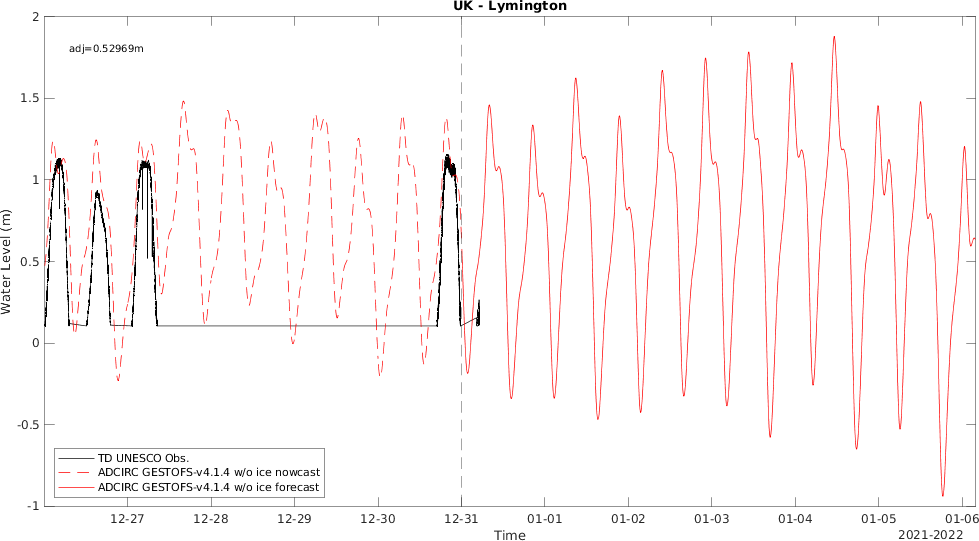 UK - Lymington
adj=0.52969m
Water Level (m)
2
1.5
1
0.5
0
-0.5
-1
TD UNESCO Obs.
ADCIRC GESTOFS-v4.1.4 w/o ice nowcast
ADCIRC GESTOFS-v4.1.4 w/o ice forecast
12-27 12-28 12-29 12-30 12-31 01-01 01-02 01-03 01-04 01-05 01-06
Time
2021-2022